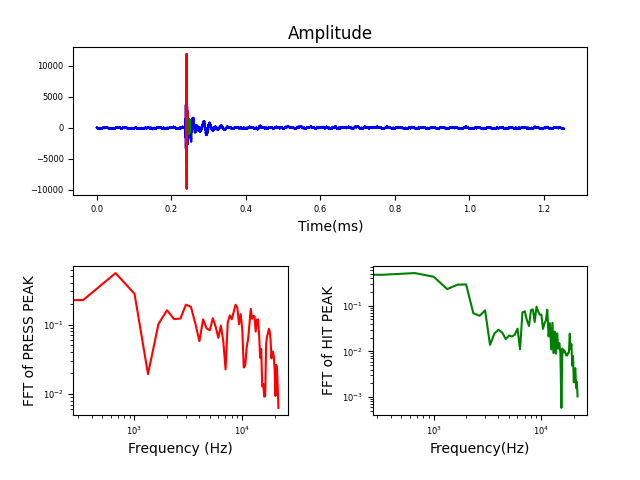 Amplitude
10000
5000
0
−5000
−10000
0.0 0.2 0.4 0.6 0.8 1.0 1.2
Time(ms)
FFT of PRESS PEAK
10⁻¹
10⁻²
10³ 10⁴
Frequency (Hz)
FFT of HIT PEAK
10⁻¹
10⁻²
10⁻³
10³ 10⁴
Frequency(Hz)